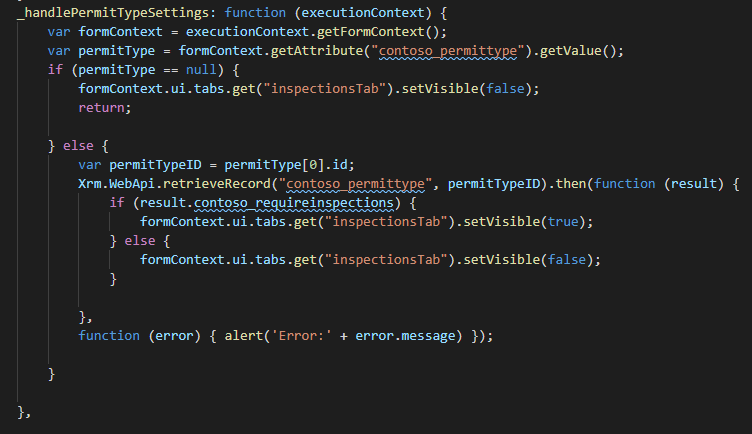 _handlePermitTypeSettings: function (executionContext) {
var formContext = executionContext.getFormContext();
var permitType = formContext.getAttribute("contoso_permittype").getValue();
if (permitType == null) {
formContext.ui.tabs.get("inspectionsTab").setVisible(false);
return;
} else {
var permitTypeID = permitType[0].id;
Xrm.WebApi.retrieveRecord("contoso_permittype", permitTypeID).then(function (result) {
if (result.contoso_requireinspections) {
formContext.ui.tabs.get("inspectionsTab").setVisible(true);
} else {
formContext.ui.tabs.get("inspectionsTab").setVisible(false);
}
},
function (error) { alert('Error:' + error.message) });
}
},